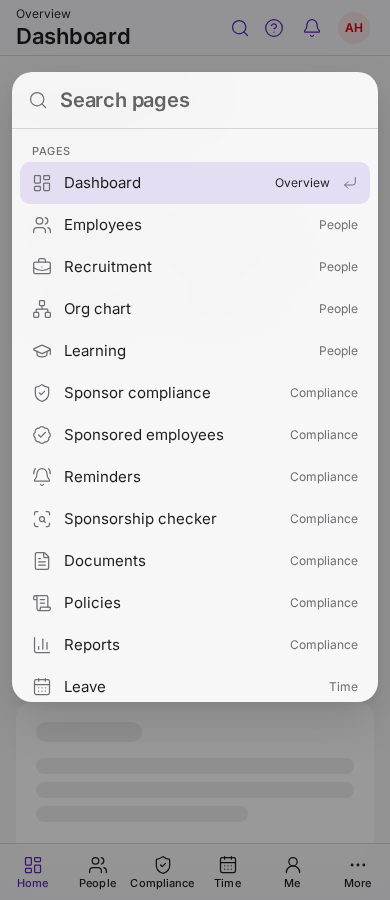 Overview
Dashboard
AH
Search pages
PAGES
Dashboard Overview
Employees People
Recruitment People
Org chart People
Learning People
Sponsor compliance Compliance
Sponsored employees Compliance
Reminders Compliance
Sponsorship checker Compliance
Documents Compliance
Policies Compliance
Reports Compliance
Leave Time
Home People Compliance Time Me More